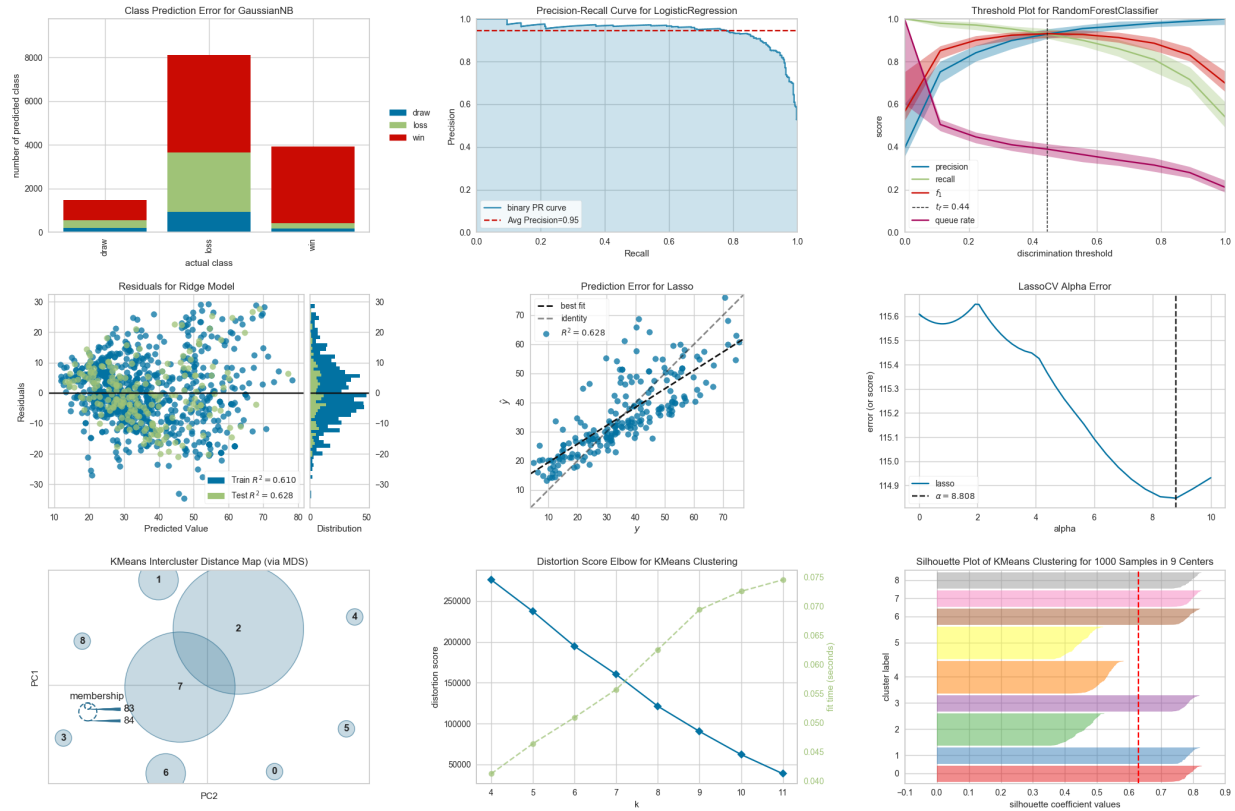 Class Prediction Error for GaussianNB
number of predicted class
8000
6000
4000
2000
0
draw
loss
win
actual class
draw
loss
win
Precision-Recall Curve for LogisticRegression
Precision
1.0
0.8
0.6
0.4
0.2
0.0
binary PR curve
Avg Precision=0.95
0.0 0.2 0.4 0.6 0.8 1.0
Recall
Threshold Plot for RandomForestClassifier
score
1.0
0.8
0.6
0.4
0.2
0.0
precision
recall
f1
tf = 0.44
queue rate
0.0 0.2 0.4 0.6 0.8 1.0
discrimination threshold
Residuals for Ridge Model
Residuals
30
20
10
0
−10
−20
−30
Train R² = 0.610
Test R² = 0.628
10 20 30 40 50 60 70 80
Predicted Value
30
20
10
0
−10
−20
−30
0 50
Distribution
Prediction Error for Lasso
ŷ
70
60
50
40
30
20
10
best fit
identity
R² = 0.628
10 20 30 40 50 60 70
y
LassoCV Alpha Error
error (or score)
115.6
115.5
115.4
115.3
115.2
115.1
115.0
114.9
lasso
α = 8.808
0 2 4 6 8 10
alpha
KMeans Intercluster Distance Map (via MDS)
PC1
1
2
4
8
7
membership
83
84
3
5
6
0
PC2
Distortion Score Elbow for KMeans Clustering
distortion score
250000
200000
150000
100000
50000
4 5 6 7 8 9 10 11
k
0.075
0.070
0.065
0.060
0.055
0.050
0.045
0.040
fit time (seconds)
Silhouette Plot of KMeans Clustering for 1000 Samples in 9 Centers
cluster label
8
7
6
5
4
3
2
1
0
−0.1 0.0 0.1 0.2 0.3 0.4 0.5 0.6 0.7 0.8 0.9
silhouette coefficient values